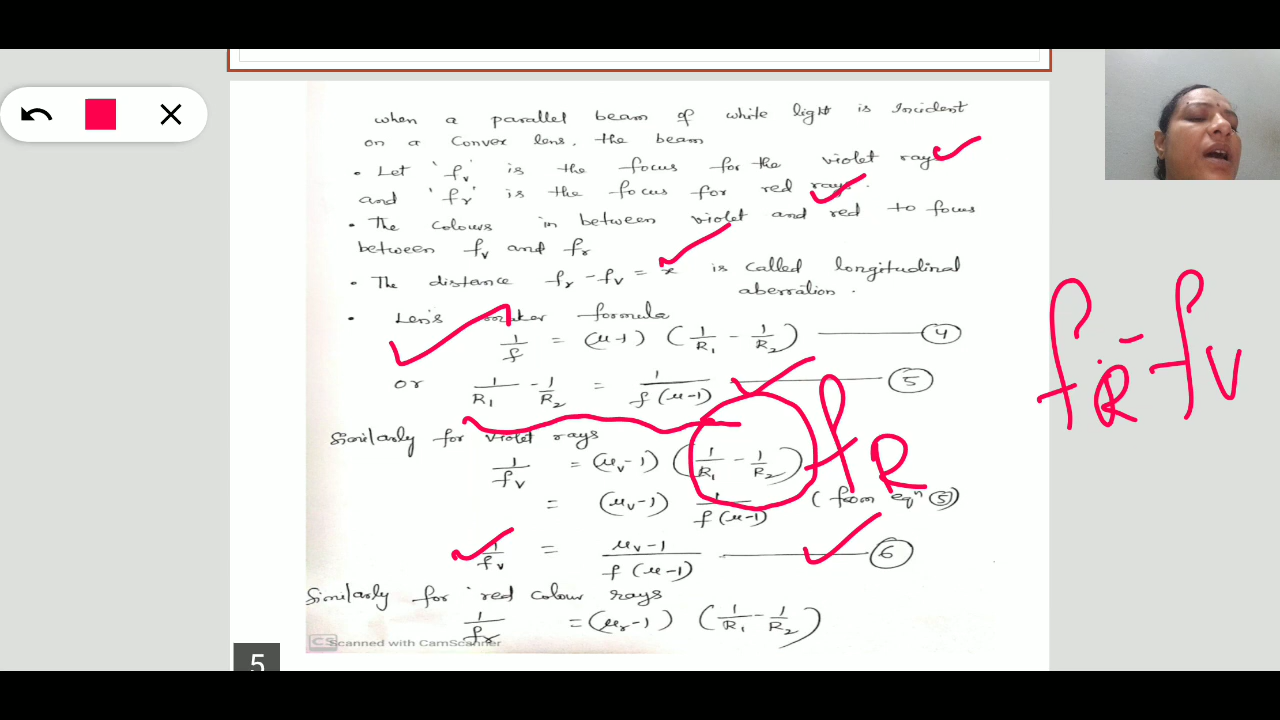 when a parallel beam of white light is Incident
on a Convex lens, the beam
• Let 'fv' is the focus for the violet rays
and 'fr' is the focus for red rays.
• The colours in between violet and red to focus
between fv and fr
• The distance fr - fv = x is called longitudinal
aberration.
• Len's maker formula
1/f = (μ-1) (1/R1 - 1/R2) ④
or 1/R1 - 1/R2 = 1/f(μ-1) ⑤
Similarly for violet rays
1/fv = (μv-1) (1/R1 - 1/R2)
= (μv-1) 1/f(μ-1) (from eqn ⑤)
1/fv = μv-1/f(μ-1) ⑥
Similarly for red colour rays
1/fr = (μr-1) (1/R1 - 1/R2)
CS Scanned with CamScanner
5
fR
fR - fV